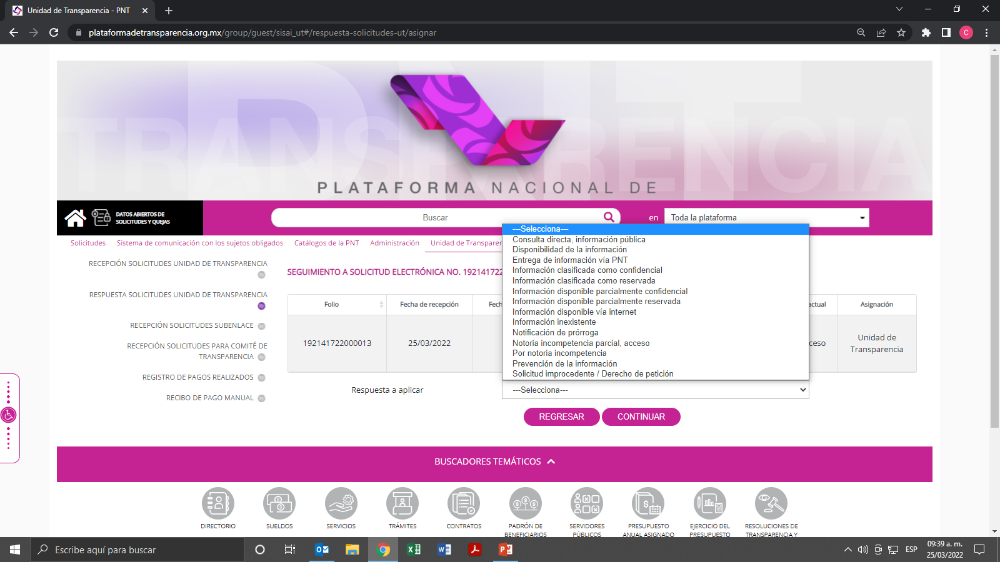 Unidad de Transparencia - PNT
plataformadetransparencia.org.mx/group/guest/sisai_ut#/respuesta-solicitudes-ut/asignar
C
PNT
TRANSPARENCIA
PLATAFORMA NACIONAL DE
DATOS ABIERTOS DE
SOLICITUDES Y QUEJAS
Buscar
en
Toda la plataforma
Solicitudes
Sistema de comunicación con los sujetos obligados
Catálogos de la PNT
Administración
Unidad de Transparen
RECEPCIÓN SOLICITUDES UNIDAD DE TRANSPARENCIA
RESPUESTA SOLICITUDES UNIDAD DE TRANSPARENCIA
RECEPCIÓN SOLICITUDES SUBENLACE
RECEPCIÓN SOLICITUDES PARA COMITÉ DE
TRANSPARENCIA
REGISTRO DE PAGOS REALIZADOS
RECIBO DE PAGO MANUAL
SEGUIMIENTO A SOLICITUD ELECTRÓNICA NO. 19214172
Folio
Fecha de recepción
Fech
actual
Asignación
192141722000013
25/03/2022
ceso
Unidad de
Transparencia
---Selecciona---
Consulta directa, información pública
Disponibilidad de la información
Entrega de información vía PNT
Información clasificada como confidencial
Información clasificada como reservada
Información disponible parcialmente confidencial
Información disponible parcialmente reservada
Información disponible vía internet
Información inexistente
Notificación de prórroga
Notoria incompetencia parcial, acceso
Por notoria incompetencia
Prevención de la información
Solicitud improcedente / Derecho de petición
Respuesta a aplicar
---Selecciona---
REGRESAR
CONTINUAR
BUSCADORES TEMÁTICOS
DIRECTORIO
SUELDOS
SERVICIOS
TRÁMITES
CONTRATOS
PADRÓN DE
BENEFICIARIOS
SERVIDORES
PÚBLICOS
PRESUPUESTO
ANUAL ASIGNADO
EJERCICIO DEL
PRESUPUESTO
RESOLUCIONES DE
TRANSPARENCIA Y
Escribe aquí para buscar
ESP
09:39 a. m.
25/03/2022